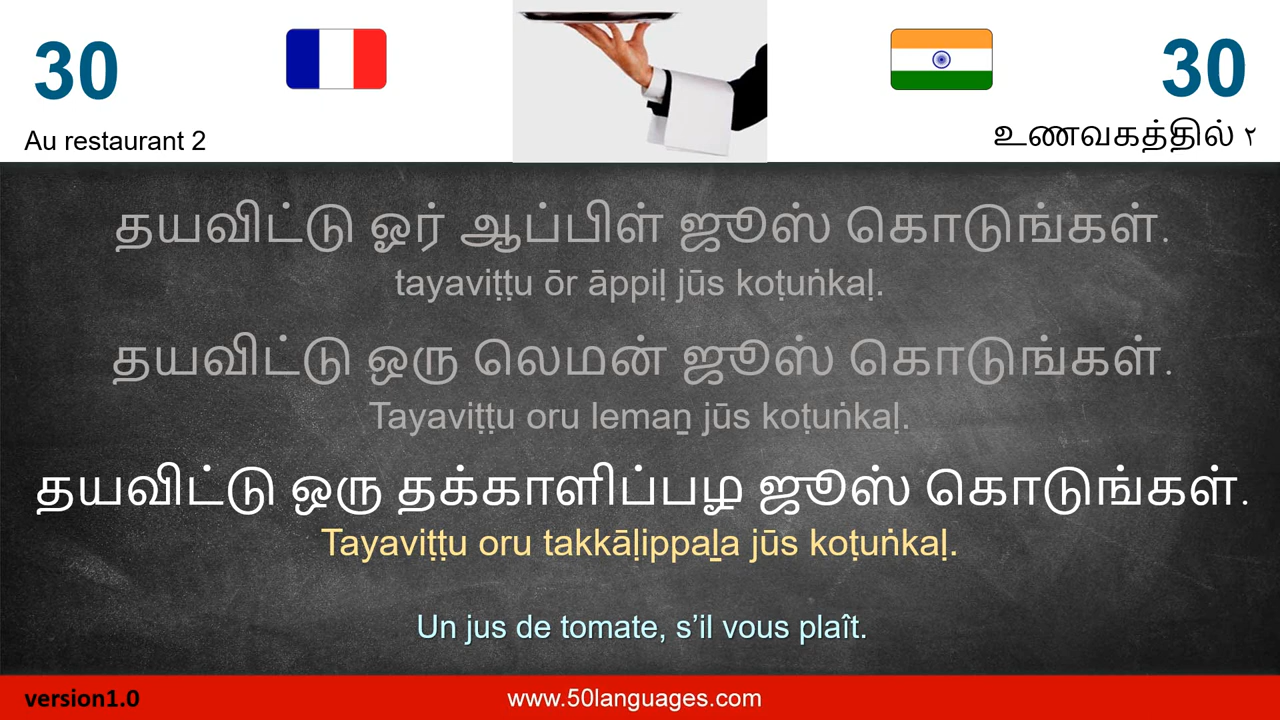 30
30
Au restaurant 2
உணவகத்தில் ٢
தயவிட்டு ஓர் ஆப்பிள் ஜூஸ் கொடுங்கள்.
tayaviṭṭu ōr āppiḷ jūs koṭuṅkaḷ.
தயவிட்டு ஒரு லெமன் ஜூஸ் கொடுங்கள்.
Tayaviṭṭu oru lemaṉ jūs koṭuṅkaḷ.
தயவிட்டு ஒரு தக்காளிப்பழ ஜூஸ் கொடுங்கள்.
Tayaviṭṭu oru takkāḷippaḻa jūs koṭuṅkaḷ.
Un jus de tomate, s’il vous plaît.
version1.0
www.50languages.com